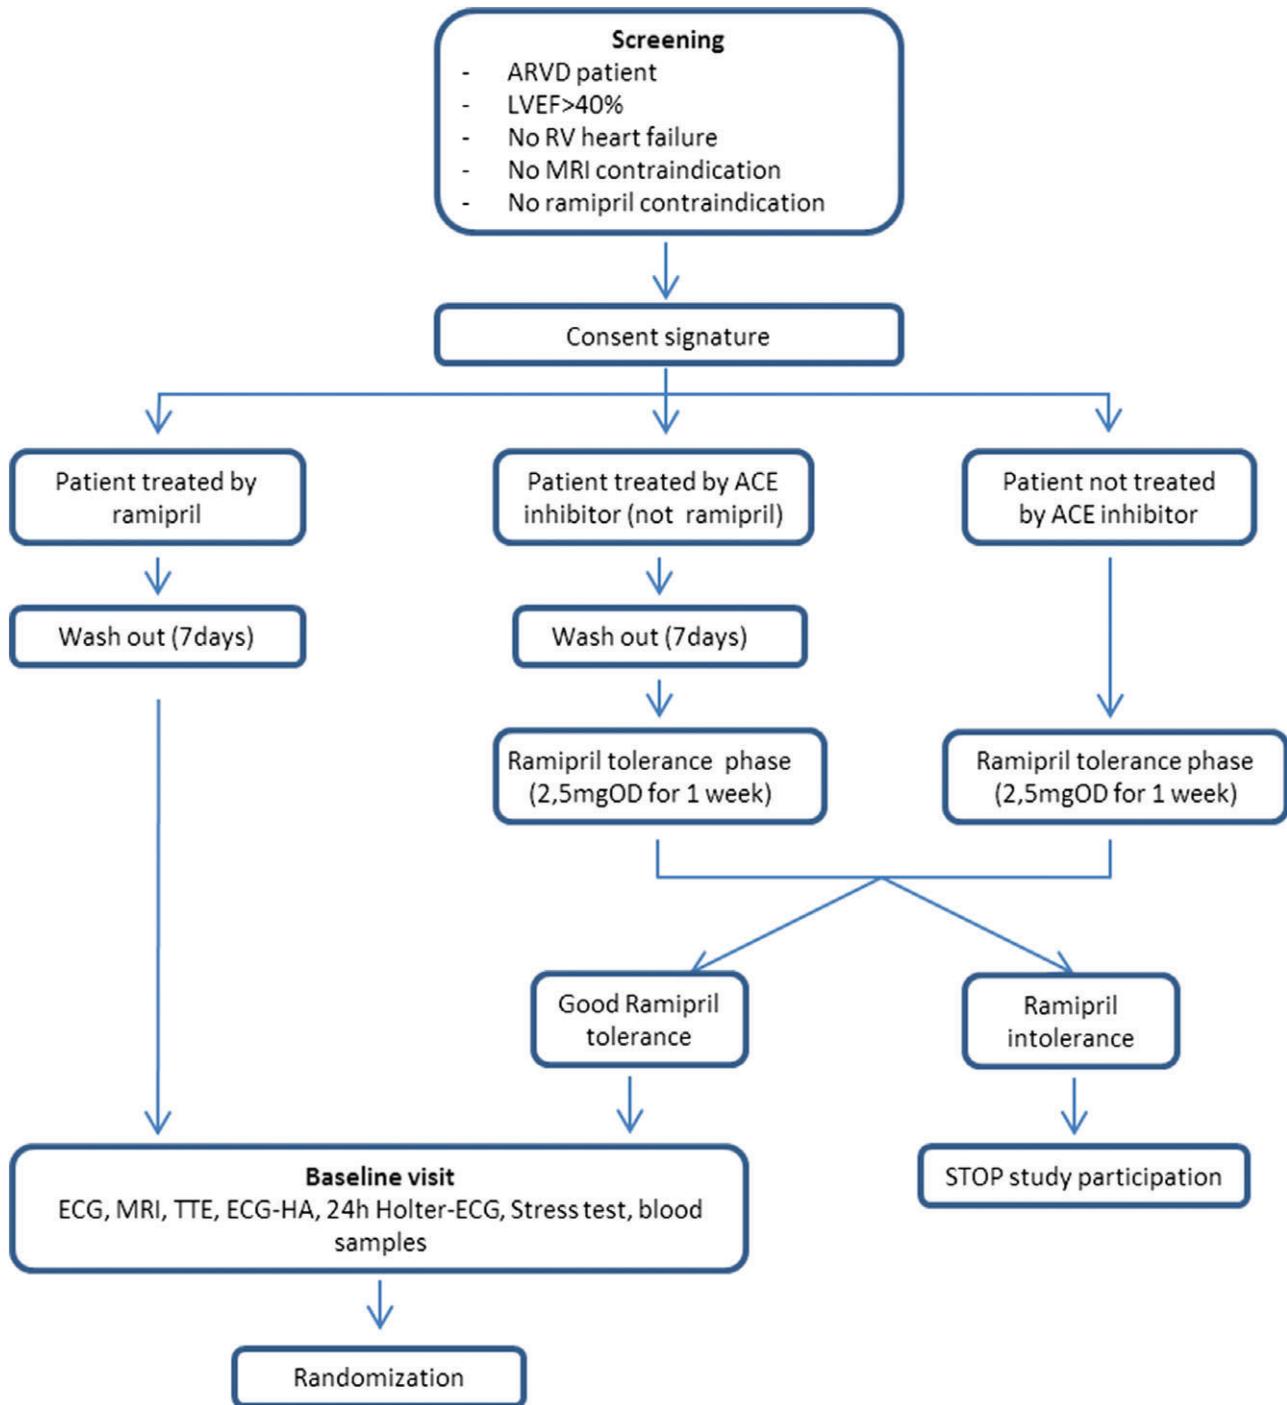 Screening
- ARVD patient
- LVEF>40%
- No RV heart failure
- No MRI contraindication
- No ramipril contraindication
Consent signature
Patient treated by
ramipril
Patient treated by ACE
inhibitor (not ramipril)
Patient not treated
by ACE inhibitor
Wash out (7days)
Wash out (7days)
Ramipril tolerance phase
(2,5mgOD for 1 week)
Ramipril tolerance phase
(2,5mgOD for 1 week)
Good Ramipril
tolerance
Ramipril
intolerance
Baseline visit
ECG, MRI, TTE, ECG-HA, 24h Holter-ECG, Stress test, blood
samples
STOP study participation
Randomization